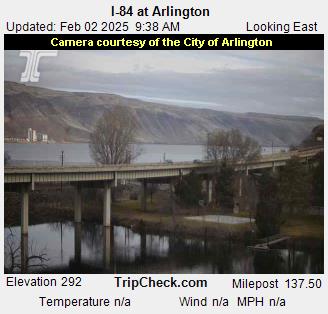 I-84 at Arlington
Updated: Feb 02 2025 9:38 AM Looking East
Camera courtesy of the City of Arlington
Elevation 292 TripCheck.com Milepost 137.50
Temperature n/a Wind n/a MPH n/a